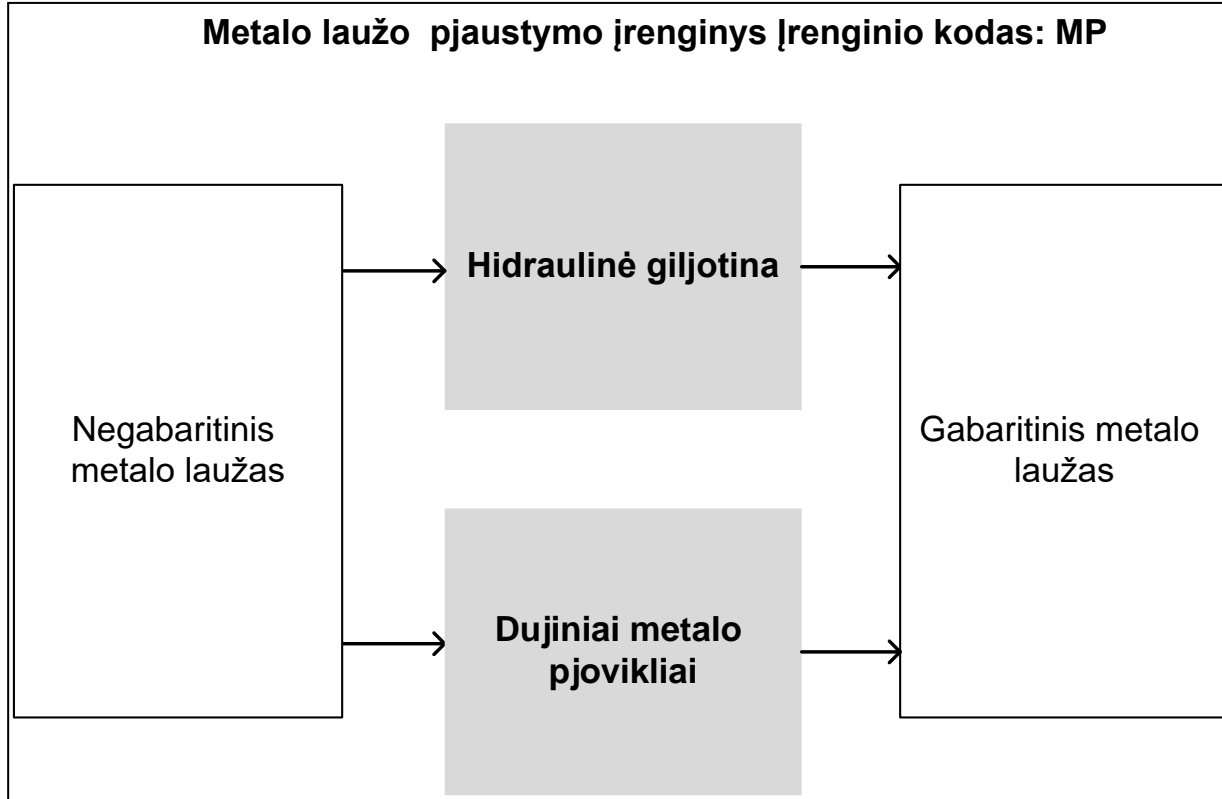 Metalo laužo  pjaustymo įrenginys Įrenginio kodas: MP
Hidraulinė giljotina
Negabaritinis
metalo laužas
Gabaritinis metalo
laužas
Dujiniai metalo
pjovikliai